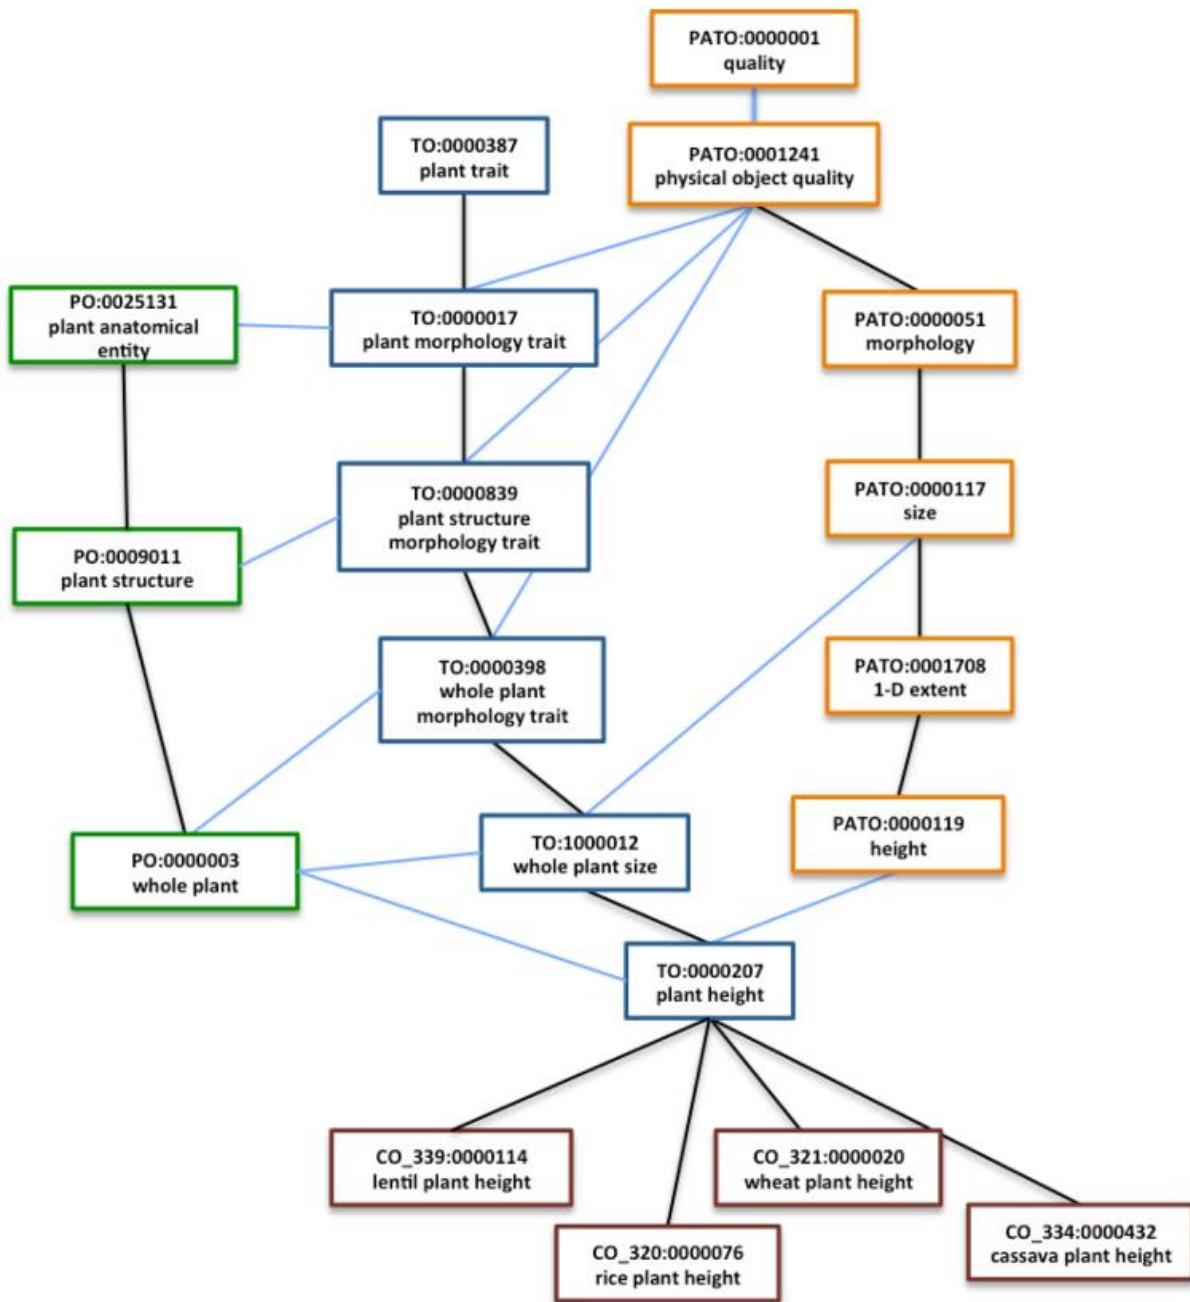 PATO:0000001
quality
TO:0000387
plant trait
PATO:0001241
physical object quality
PO:0025131
plant anatomical
entity
TO:0000017
plant morphology trait
PATO:0000051
morphology
TO:0000839
plant structure
morphology trait
PATO:0000117
size
PO:0009011
plant structure
TO:0000398
whole plant
morphology trait
PATO:0001708
1-D extent
PO:0000003
whole plant
TO:1000012
whole plant size
PATO:0000119
height
TO:0000207
plant height
CO_339:0000114
lentil plant height
CO_321:0000020
wheat plant height
CO_320:0000076
rice plant height
CO_334:0000432
cassava plant height